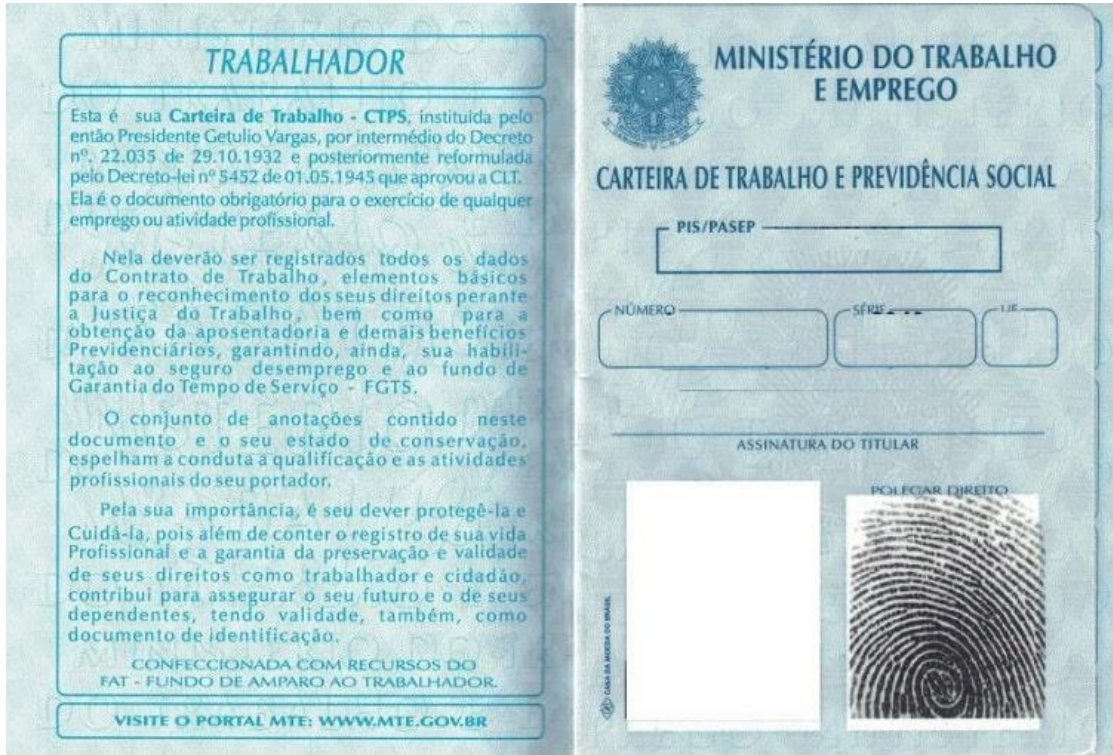 TRABALHADOR
Esta é sua Carteira de Trabalho - CTPS, instituída pelo
então Presidente Getulio Vargas, por intermédio do Decreto
nº. 22.035 de 29.10.1932 e posteriormente reformulada
pelo Decreto-lei nº 5452 de 01.05.1945 que aprovou a CLT.
Ela é o documento obrigatório para o exercício de qualquer
emprego ou atividade profissional.
Nela deverão ser registrados todos os dados
do Contrato de Trabalho, elementos básicos
para o reconhecimento dos seus direitos perante
a Justiça do Trabalho, bem como para a
obtenção da aposentadoria e demais benefícios
Previdenciários, garantindo, ainda, sua habili-
tação ao seguro desemprego e ao fundo de
Garantia do Tempo de Serviço - FGTS.
O conjunto de anotações contido neste
documento e o seu estado de conservação,
espelham a conduta a qualificação e as atividades
profissionais do seu portador.
Pela sua importância, é seu dever protegê-la e
Cuidá-la, pois além de conter o registro de sua vida
Profissional e a garantia da preservação e validade
de seus direitos como trabalhador e cidadão,
contribui para assegurar o seu futuro e o de seus
dependentes, tendo validade, também, como
documento de identificação.
CONFECCIONADA COM RECURSOS DO
FAT - FUNDO DE AMPARO AO TRABALHADOR.
VISITE O PORTAL MTE: WWW.MTE.GOV.BR
MINISTÉRIO DO TRABALHO
E EMPREGO
CARTEIRA DE TRABALHO E PREVIDÊNCIA SOCIAL
PIS/PASEP
NÚMERO SÉRIE UF
ASSINATURA DO TITULAR
POLEGAR DIREITO
CASA DA MOEDA DO BRASIL